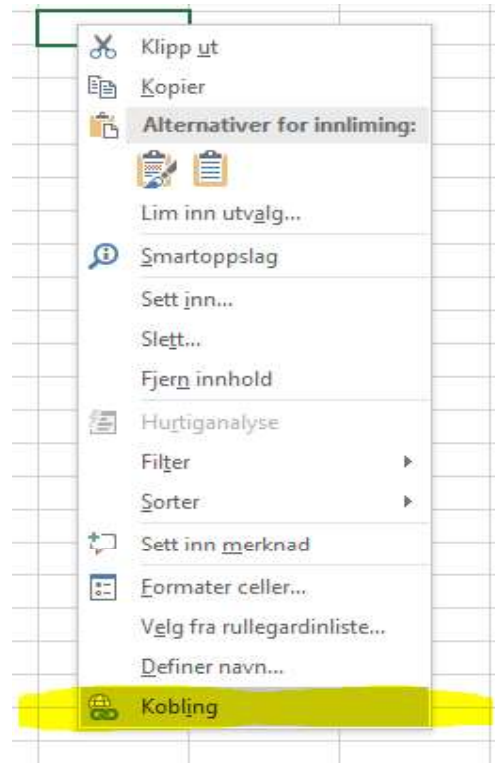 Klipp ut
Kopier
Alternativer for innliming:
Lim inn utvalg...
Smartoppslag
Sett inn...
Slett...
Fjern innhold
Hurtiganalyse
Filter
Sorter
Sett inn merknad
Formater celler...
Velg fra rullegardinliste...
Definer navn...
Kobling